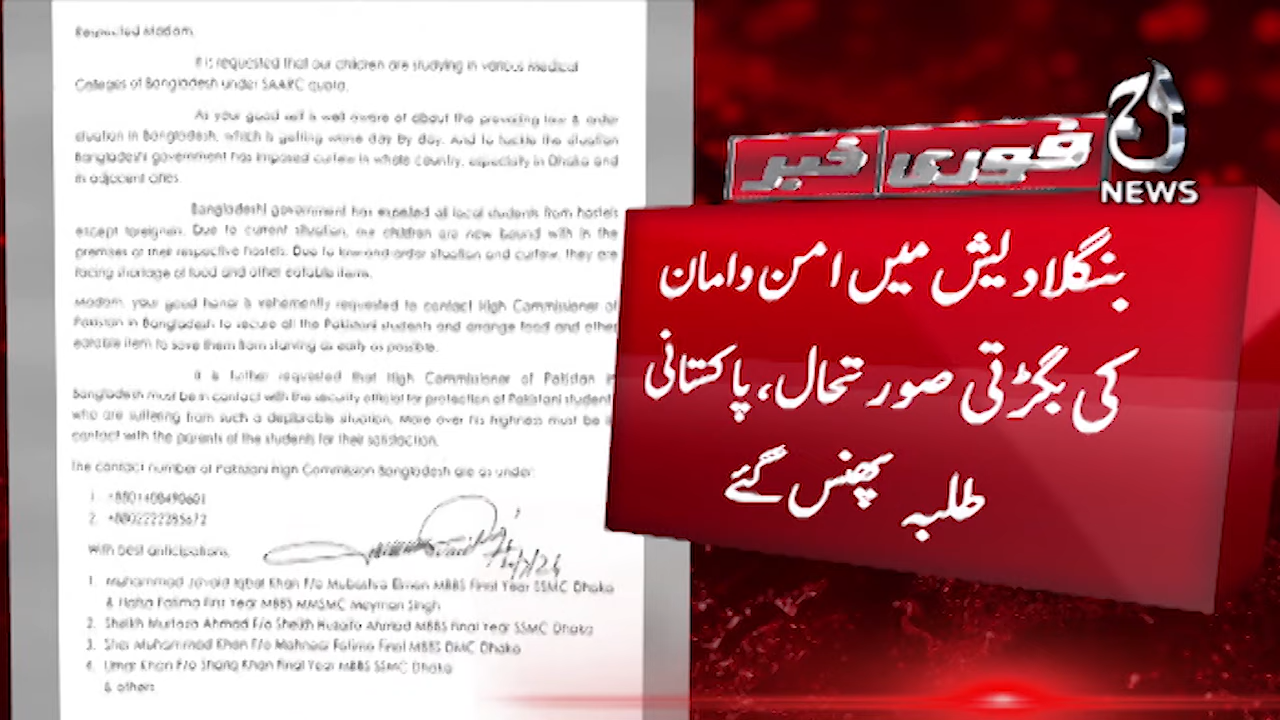 Respected Madam,
It is requested that our children are studying in various Medical
Colleges of Bangladesh under SAARC quota.
As your good self is well aware of about the prevailing law & order
situation in Bangladesh, which is getting worse day by day. And to tackle the situation
Bangladeshi government has imposed curfew in whole country, especially in Dhaka and
in adjacent cities.
Bangladeshi government has expelled all local students from hostels
except foreigners. Due to current situation, our children are now bound with in the
premises of their respective hostels. Due to law and order situation and curfew, they are
facing shortage of food and other eatable items.
Madam, your good honor is vehemently requested to contact High Commissioner of
Pakistan in Bangladesh to secure all the Pakistani students and arrange food and other
eatable item to save them from starving as early as possible.
It is further requested that High Commissioner of Pakistan in
Bangladesh must be in contact with the security official for protection of Pakistani student
who are suffering from such a deplorable situation. More over his highness must be in
contact with the parents of the students for their satisfaction.
The contact number of Pakistani High Commission Bangladesh are as under:
1. +8801408490601
2.
With best anticipations,
1. Muhammad Javaid Iqbal Khan F/o Mubashra Eman MBBS Final Year SSMC Dhaka
& Fatima First Year MBBS MMSMC Meyman Singh
2. Sheikh Murtaza Ahmad F/o Sheikh Ahmad MBBS Final Year SSMC Dhaka
3. Sher Muhammad Khan F/o Mahnoor Fatima Final MBBS DMC Dhaka
4. Umar Khan F/o Khan Final Year MBBS SSMC Dhaka
& others
آج
NEWS
فوری خبر
بنگلادیش میں امن وامان
کی بگڑتی صورتحال، پاکستانی
طلبہ پھنس گئے